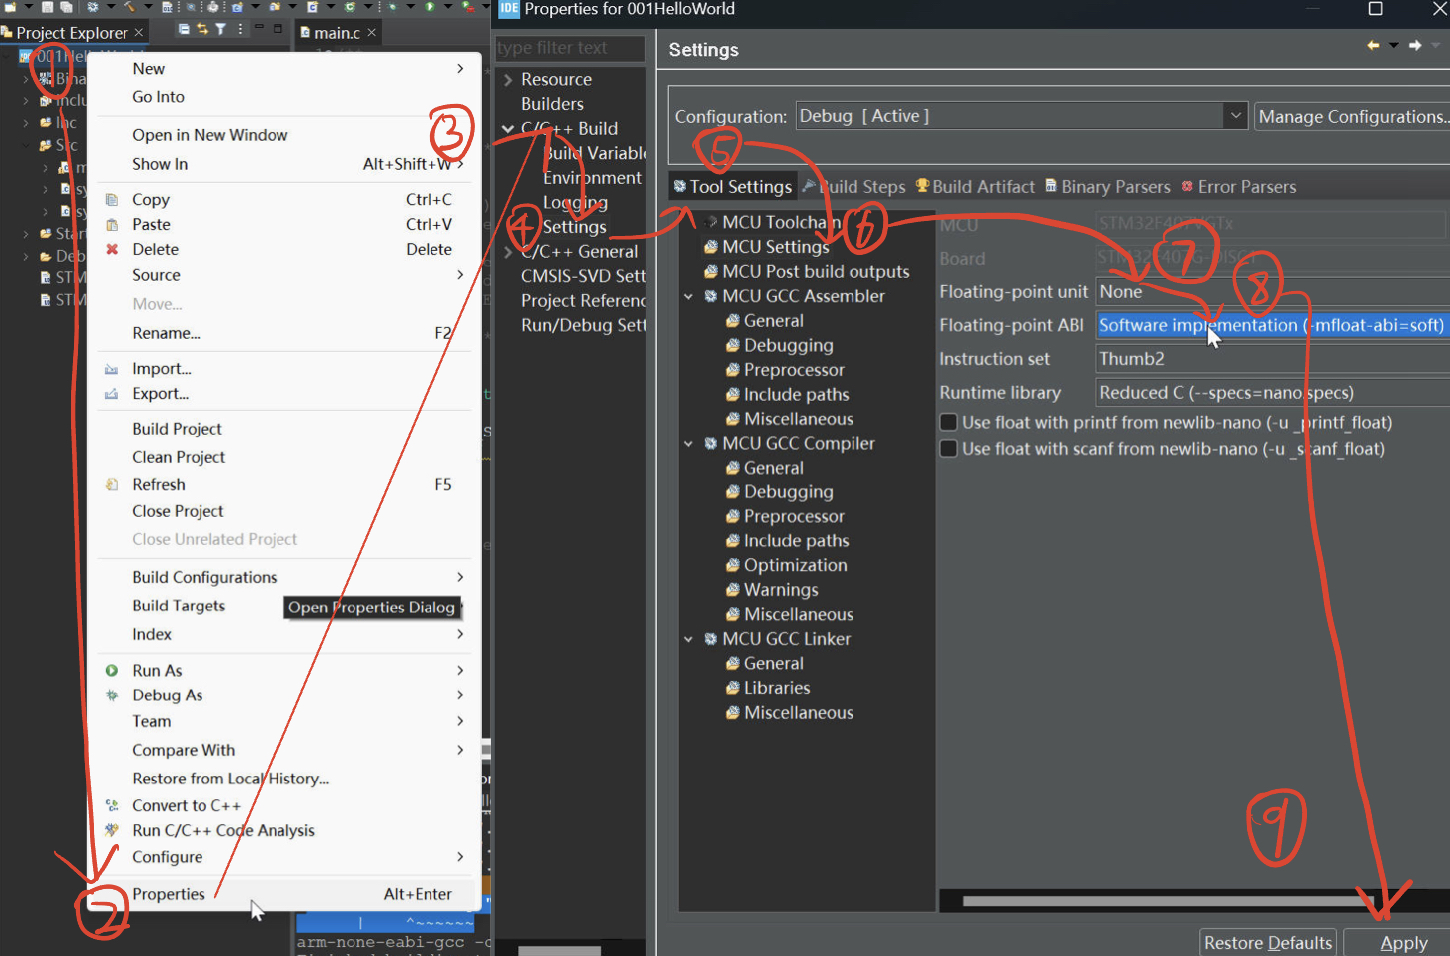 IDE Properties for 001HelloWorld
Project Explorer
main.c
type filter text
Settings
New
Go Into
Open in New Window
Show In Alt+Shift+W
Copy Ctrl+C
Paste Ctrl+V
Delete Delete
Source
Move...
Rename... F2
Import...
Export...
Build Project
Clean Project
Refresh F5
Close Project
Close Unrelated Project
Build Configurations
Build Targets
Open Properties Dialog
Index
Run As
Debug As
Team
Compare With
Restore from Local History...
Convert to C++
Run C/C++ Code Analysis
Configure
Properties Alt+Enter
arm-none-eabi-gcc
Resource
Builders
C/C++ Build
Build Variable
Environment
Logging
Settings
C/C++ General
CMSIS-SVD Sett
Project Referenc
Run/Debug Sett
Configuration: Debug [ Active ] Manage Configurations..
Tool Settings Build Steps Build Artifact Binary Parsers Error Parsers
MCU Toolchain
MCU Settings
MCU Post build outputs
MCU GCC Assembler
General
Debugging
Preprocessor
Include paths
Miscellaneous
MCU GCC Compiler
General
Debugging
Preprocessor
Include paths
Optimization
Warnings
Miscellaneous
MCU GCC Linker
General
Libraries
Miscellaneous
MCU STM32F407VGTx
Board STM32F407G-DISC1
Floating-point unit None
Floating-point ABI Software implementation (-mfloat-abi=soft)
Instruction set Thumb2
Runtime library Reduced C (--specs=nano.specs)
Use float with printf from newlib-nano (-u _printf_float)
Use float with scanf from newlib-nano (-u _scanf_float)
Restore Defaults Apply
1
2
3
4
5
6
7
8
9